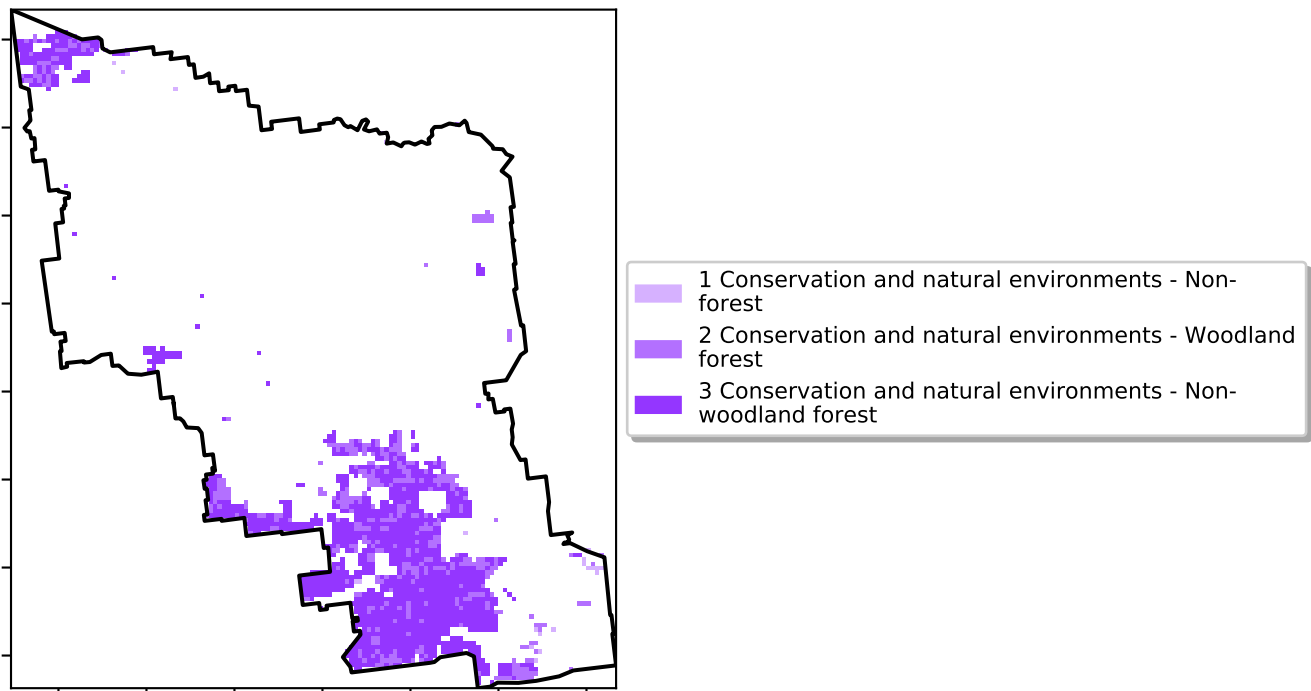 1 Conservation and natural environments - Non-
forest
2 Conservation and natural environments - Woodland
forest
3 Conservation and natural environments - Non-
woodland forest